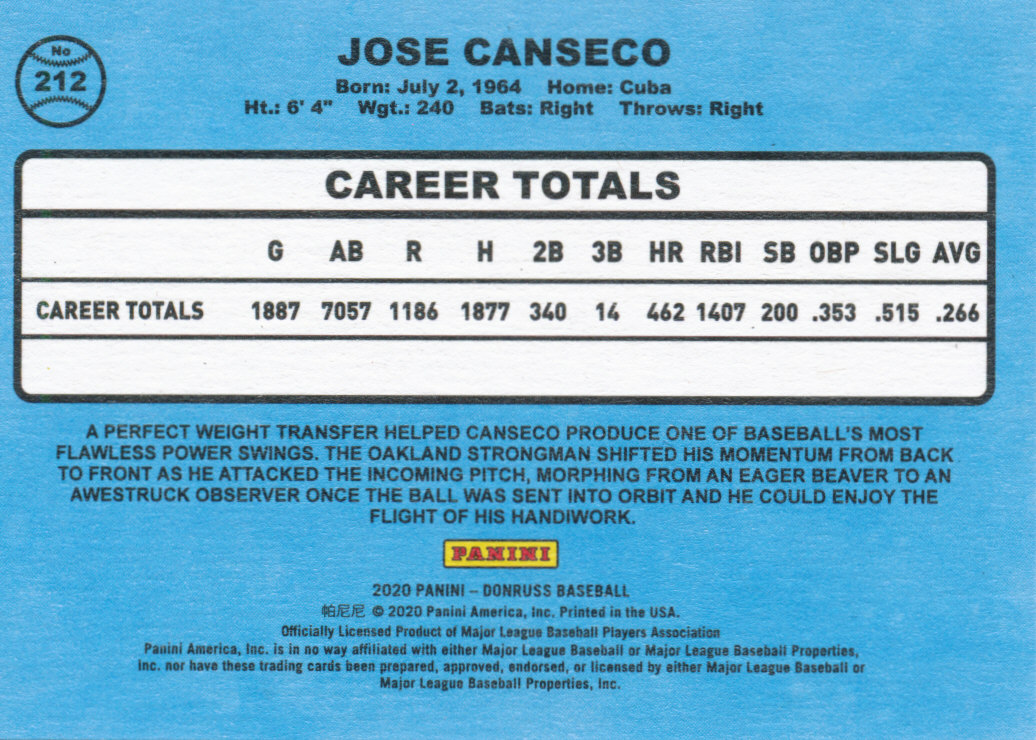 No
212
JOSE CANSECO
Born: July 2, 1964 Home: Cuba
Ht.: 6' 4" Wgt.: 240 Bats: Right Throws: Right
CAREER TOTALS
G AB R H 2B 3B HR RBI SB OBP SLG AVG
CAREER TOTALS 1887 7057 1186 1877 340 14 462 1407 200 .353 .515 .266
A PERFECT WEIGHT TRANSFER HELPED CANSECO PRODUCE ONE OF BASEBALL'S MOST
FLAWLESS POWER SWINGS. THE OAKLAND STRONGMAN SHIFTED HIS MOMENTUM FROM BACK
TO FRONT AS HE ATTACKED THE INCOMING PITCH, MORPHING FROM AN EAGER BEAVER TO AN
AWESTRUCK OBSERVER ONCE THE BALL WAS SENT INTO ORBIT AND HE COULD ENJOY THE
FLIGHT OF HIS HANDIWORK.
PANINI
2020 PANINI – DONRUSS BASEBALL
帕尼尼 © 2020 Panini America, Inc. Printed in the USA.
Officially Licensed Product of Major League Baseball Players Association
Panini America, Inc. is in no way affiliated with either Major League Baseball or Major League Baseball Properties,
Inc. nor have these trading cards been prepared, approved, endorsed, or licensed by either Major League Baseball or
Major League Baseball Properties, Inc.